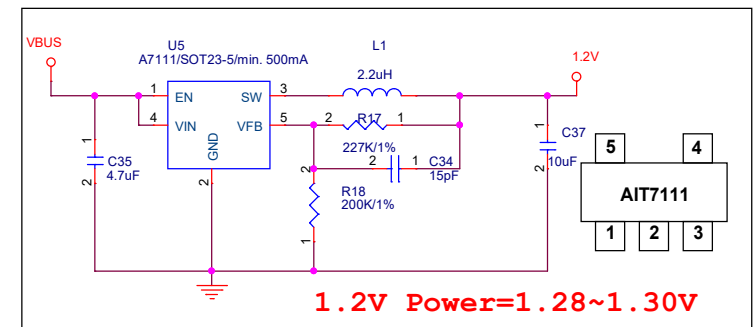 VBUS
U5
A7111/SOT23-5/min. 500mA
L1
2.2uH
1.2V
1
EN
SW
3
4
VIN
VFB
5
GND
2
2
R17
1
227K/1%
2
1
C34
15pF
1
C35
4.7uF
2
2
R18
200K/1%
1
1
C37
10uF
2
5
4
AIT7111
1
2
3
1.2V Power=1.28~1.30V